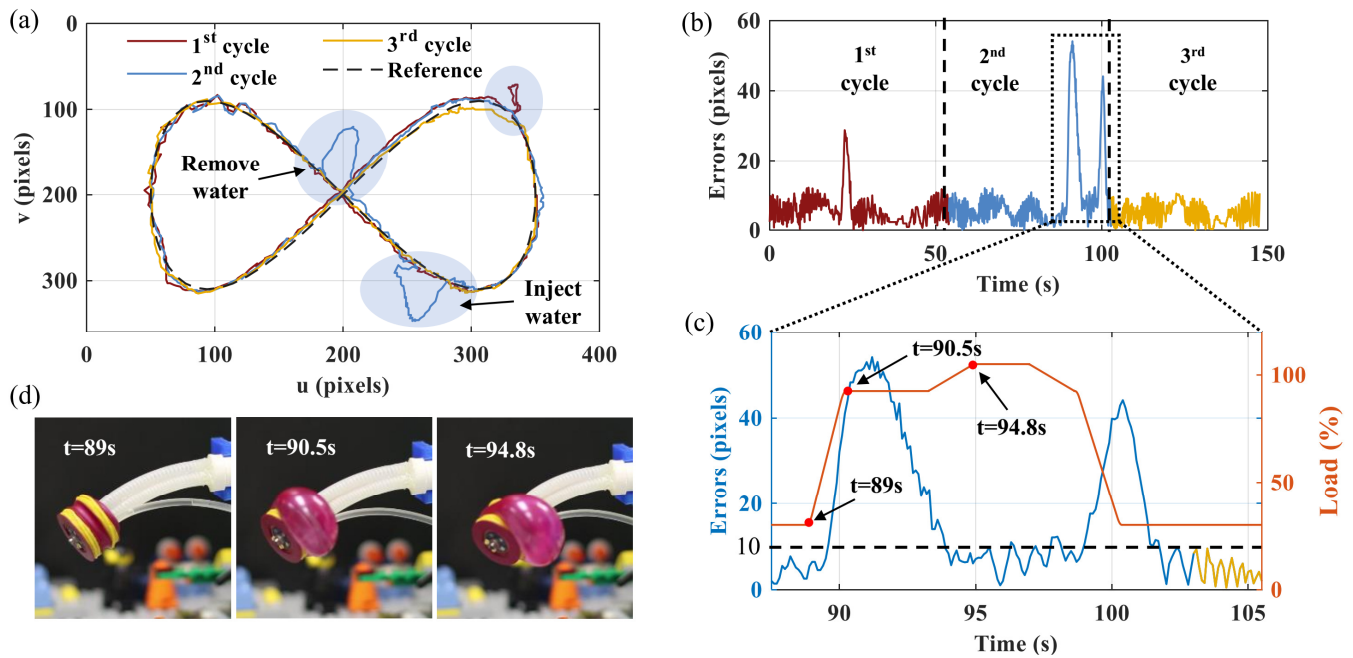 (a)
0
100
200
300
v (pixels)
1st cycle
2nd cycle
3rd cycle
Reference
Remove
water
Inject
water
0
100
200
300
400
u (pixels)
(b)
60
40
20
0
Errors (pixels)
1st
cycle
2nd
cycle
3rd
cycle
0
50
100
150
Time (s)
(c)
60
50
40
30
20
10
0
Errors (pixels)
t=90.5s
t=94.8s
t=89s
100
50
0
Load (%)
90
95
100
105
Time (s)
(d)
t=89s
t=90.5s
t=94.8s